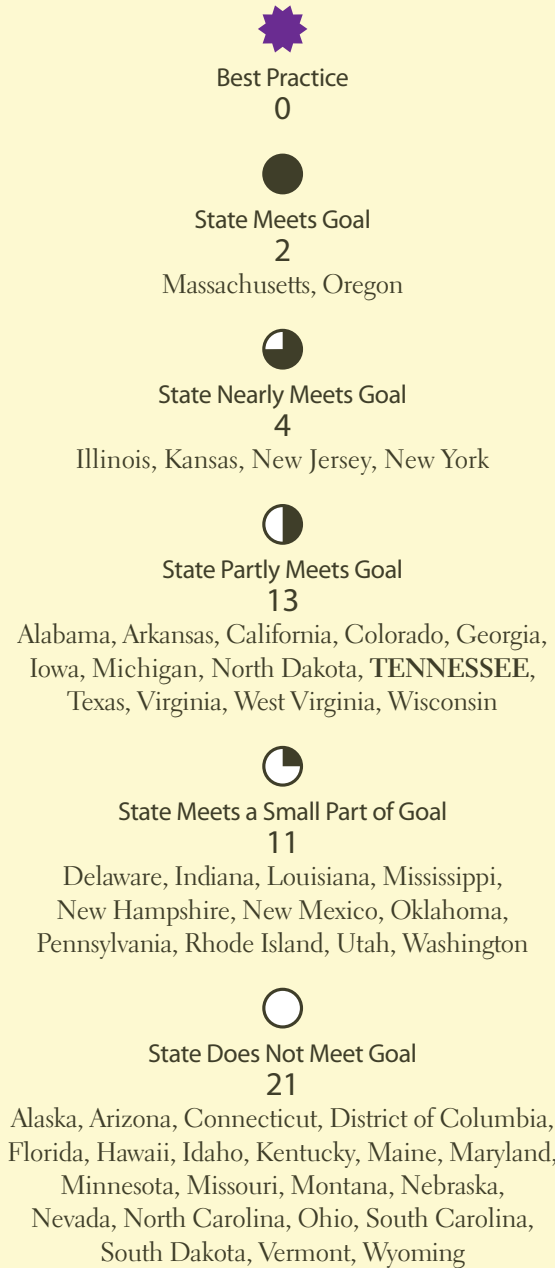 Best Practice
0
State Meets Goal
2
Massachusetts, Oregon
State Nearly Meets Goal
4
Illinois, Kansas, New Jersey, New York
State Partly Meets Goal
13
Alabama, Arkansas, California, Colorado, Georgia,
Iowa, Michigan, North Dakota, TENNESSEE,
Texas, Virginia, West Virginia, Wisconsin
State Meets a Small Part of Goal
11
Delaware, Indiana, Louisiana, Mississippi,
New Hampshire, New Mexico, Oklahoma,
Pennsylvania, Rhode Island, Utah, Washington
State Does Not Meet Goal
21
Alaska, Arizona, Connecticut, District of Columbia,
Florida, Hawaii, Idaho, Kentucky, Maine, Maryland,
Minnesota, Missouri, Montana, Nebraska,
Nevada, North Carolina, Ohio, South Carolina,
South Dakota, Vermont, Wyoming